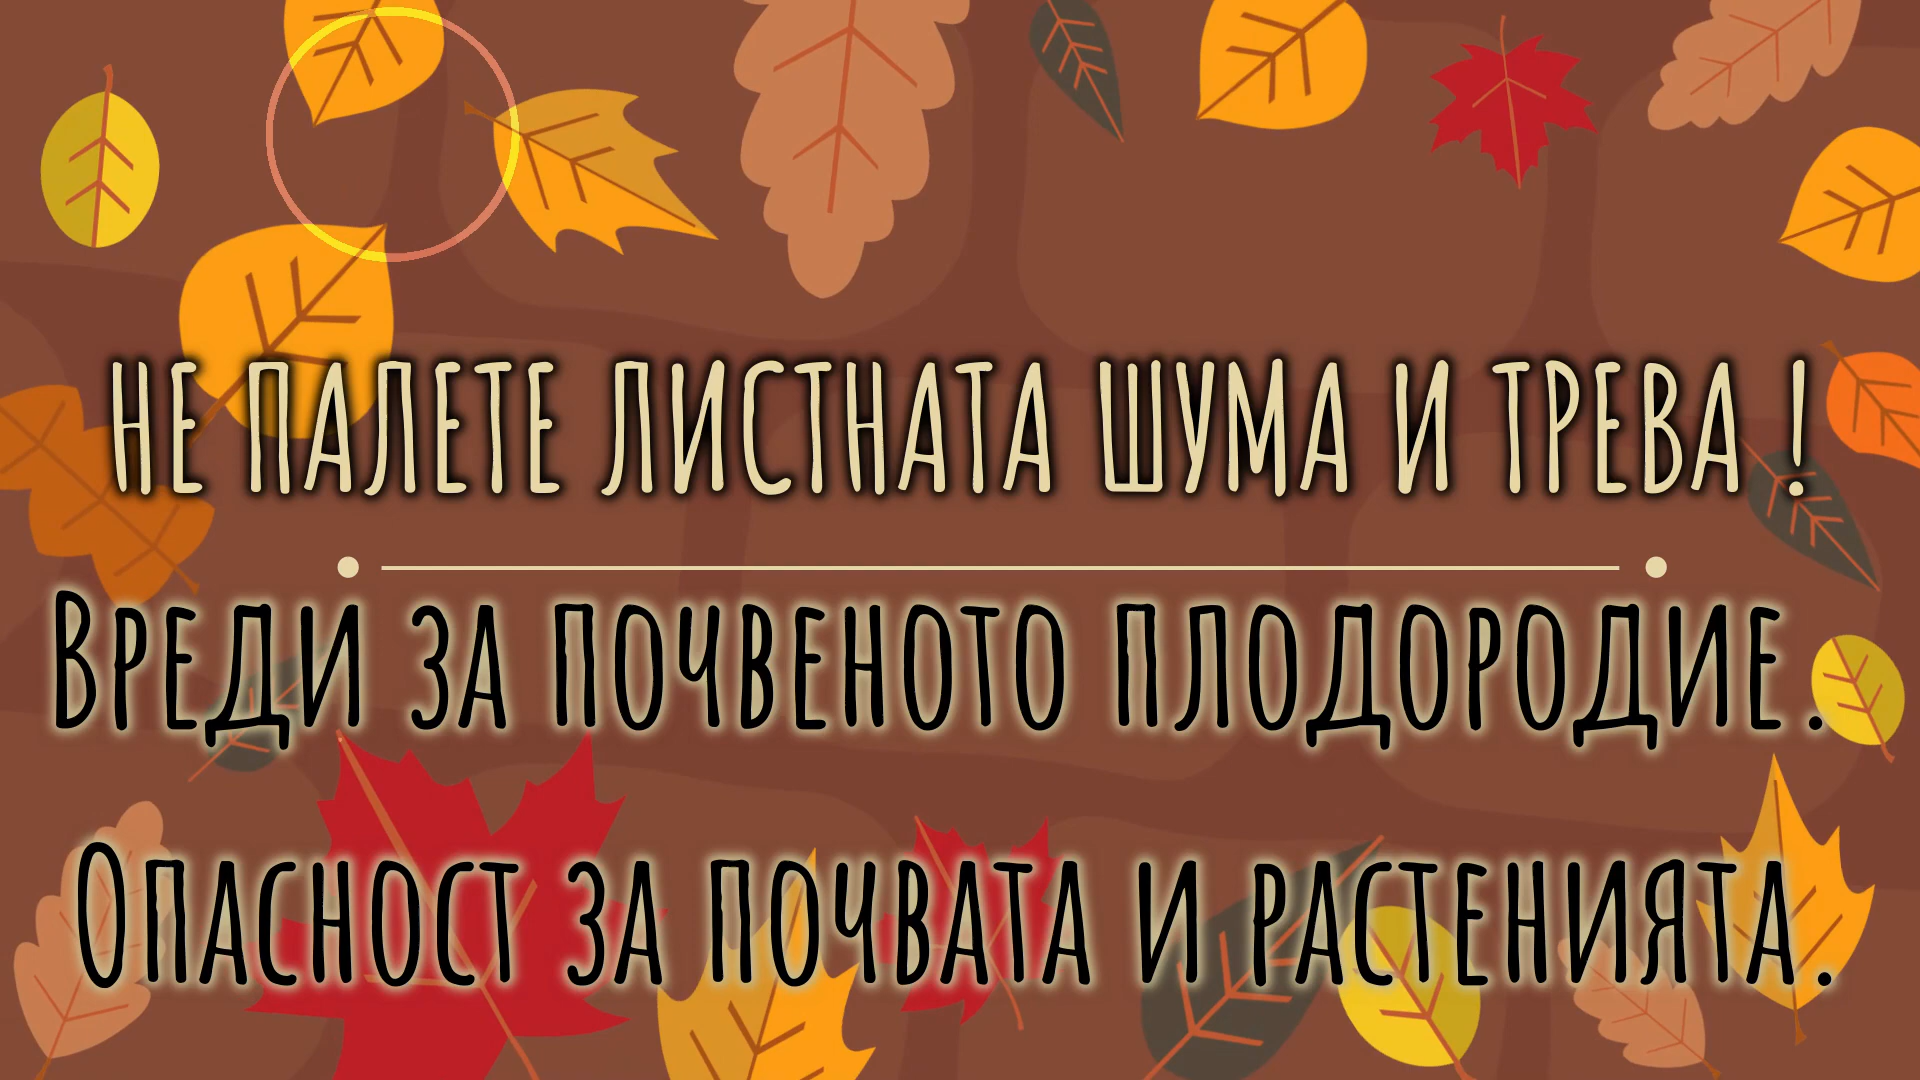 НЕ ПАЛЕТЕ ЛИСТНАТА ШУМА И ТРЕВА !
Вреди за почвеното плодородие.
Опасност за почвата и растенията.